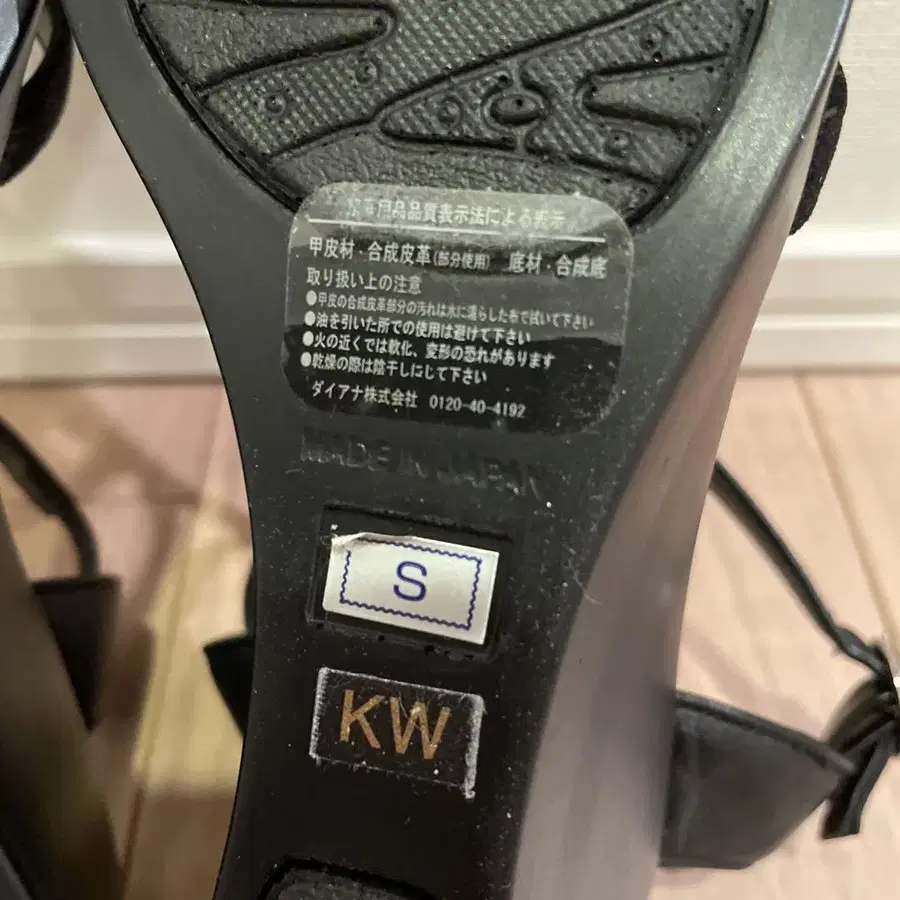 品質表示法による表示
甲皮材・合成皮革(部分使用) 底材・合成底
取り扱い上の注意
●甲皮の合成皮革部分の汚れは水に濡らした布で拭いて下さい
●油を引いた所での使用は避けて下さい
●火の近くでは軟化、変形の恐れがあります
●乾燥の際は陰干しにして下さい
ダイアナ株式会社 0120-40-4192
MADE IN JAPAN
S
KW